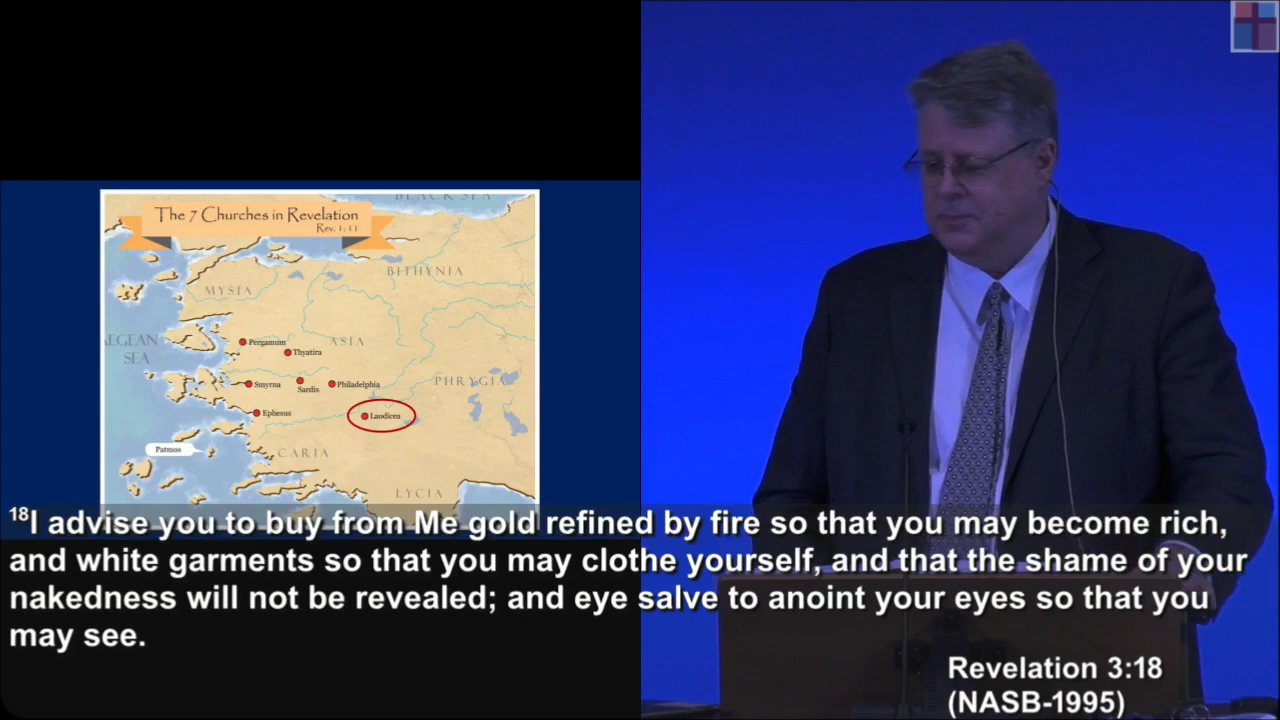 BLACK SEA
The 7 Churches in Revelation
Rev. 1:11
BITHYNIA
MYSIA
AEGEAN
SEA
ASIA
Pergamum
Thyatira
PHRYGIA
Smyrna
Sardis
Philadelphia
Ephesus
Laodicea
Patmos
CARIA
LYCIA
18I advise you to buy from Me gold refined by fire so that you may become rich,
and white garments so that you may clothe yourself, and that the shame of your
nakedness will not be revealed; and eye salve to anoint your eyes so that you
may see.
Revelation 3:18
(NASB-1995)